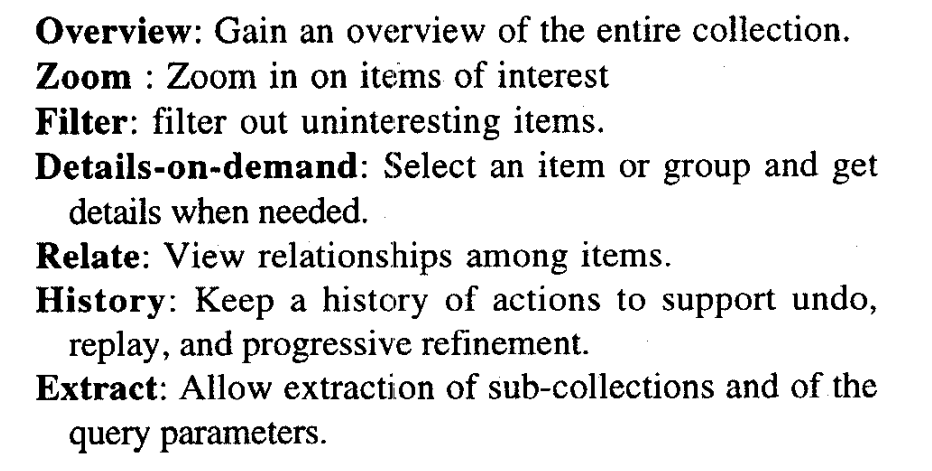 Overview: Gain an overview of the entire collection.
Zoom : Zoom in on items of interest
Filter: filter out uninteresting items.
Details-on-demand: Select an item or group and get
details when needed.
Relate: View relationships among items.
History: Keep a history of actions to support undo,
replay, and progressive refinement.
Extract: Allow extraction of sub-collections and of the
query parameters.